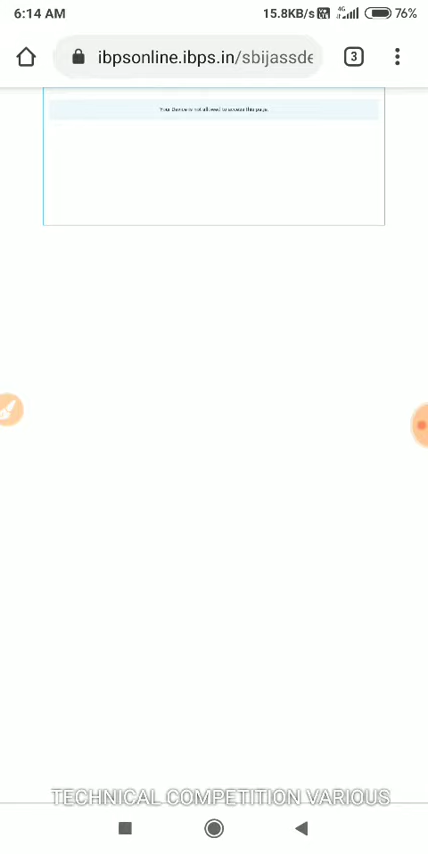 6:14 AM
15.8KB/s
4G
76%
ibpsonline.ibps.in/sbijassde
3
Your Device is not allowed to access this page.
TECHNICAL COMPETITION VARIOUS